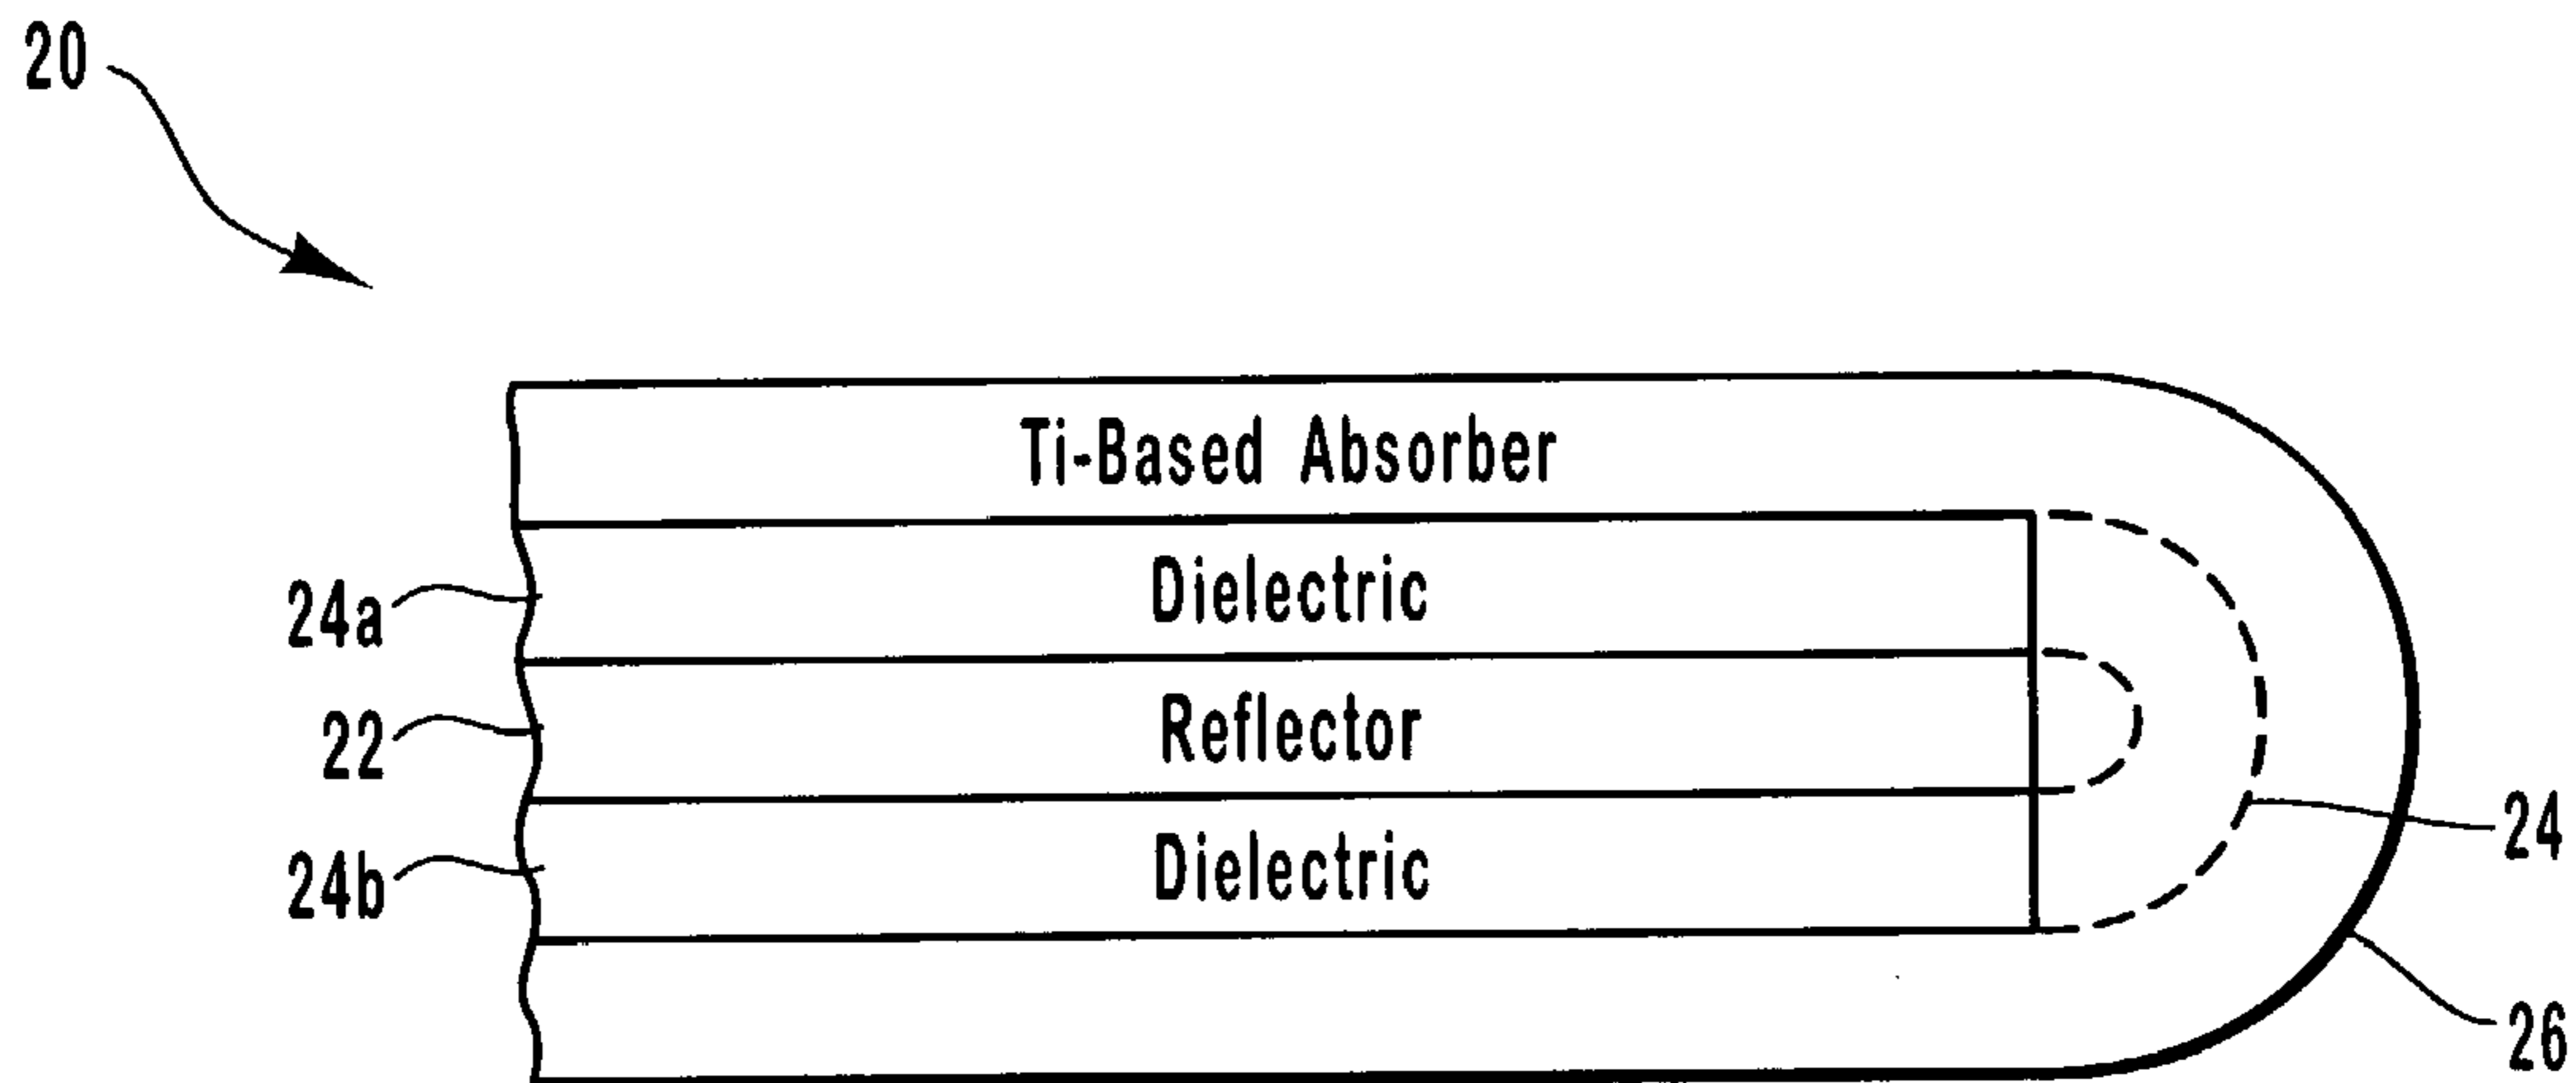 20
Ti-Based Absorber
24a
Dielectric
22
Reflector
24b
Dielectric
24
26